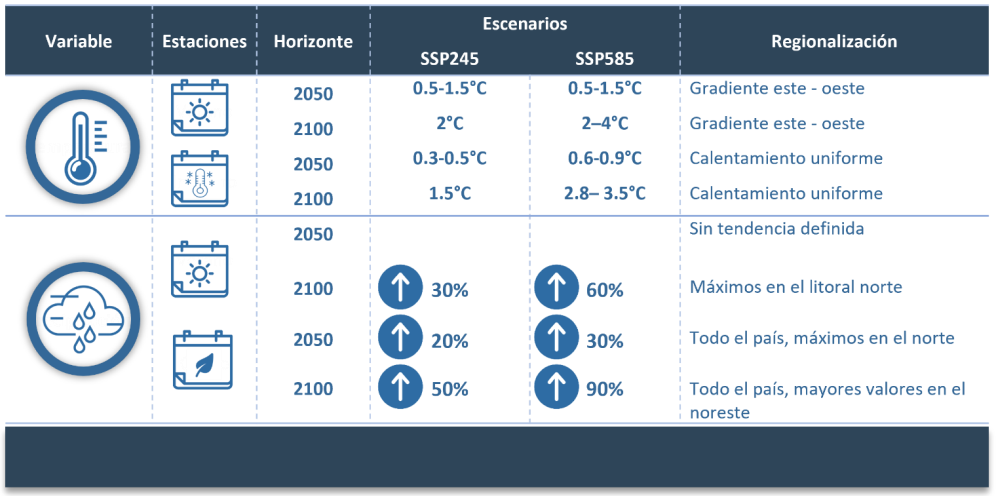 Variable Estaciones Horizonte Escenarios Regionalización
SSP245 SSP585
2050 0.5-1.5°C 0.5-1.5°C Gradiente este - oeste
2100 2°C 2–4°C Gradiente este - oeste
2050 0.3-0.5°C 0.6-0.9°C Calentamiento uniforme
2100 1.5°C 2.8– 3.5°C Calentamiento uniforme
2050 Sin tendencia definida
2100 30% 60% Máximos en el litoral norte
2050 20% 30% Todo el país, máximos en el norte
2100 50% 90% Todo el país, mayores valores en el
noreste